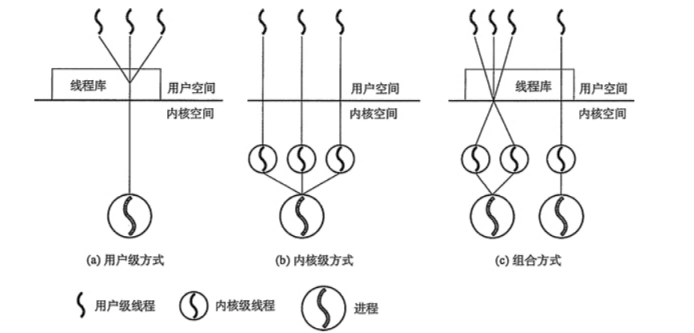 线程库
用户空间
内核空间
用户空间
内核空间
线程库
用户空间
内核空间
(a) 用户级方式
(b) 内核级方式
(c) 组合方式
用户级线程
内核级线程
进程